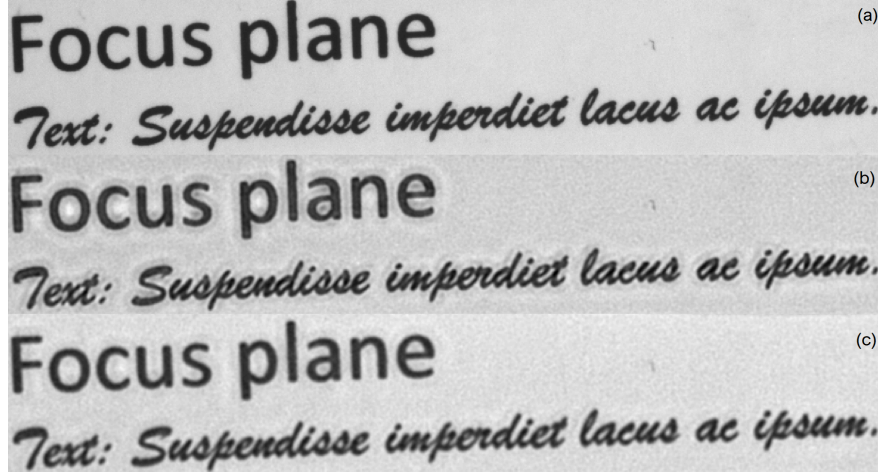 (a)
Focus plane
Text: Suspendisse imperdiet lacus ac ipsum.
(b)
Focus plane
Text: Suspendisse imperdiet lacus ac ipsum.
(c)
Focus plane
Text: Suspendisse imperdiet lacus ac ipsum.